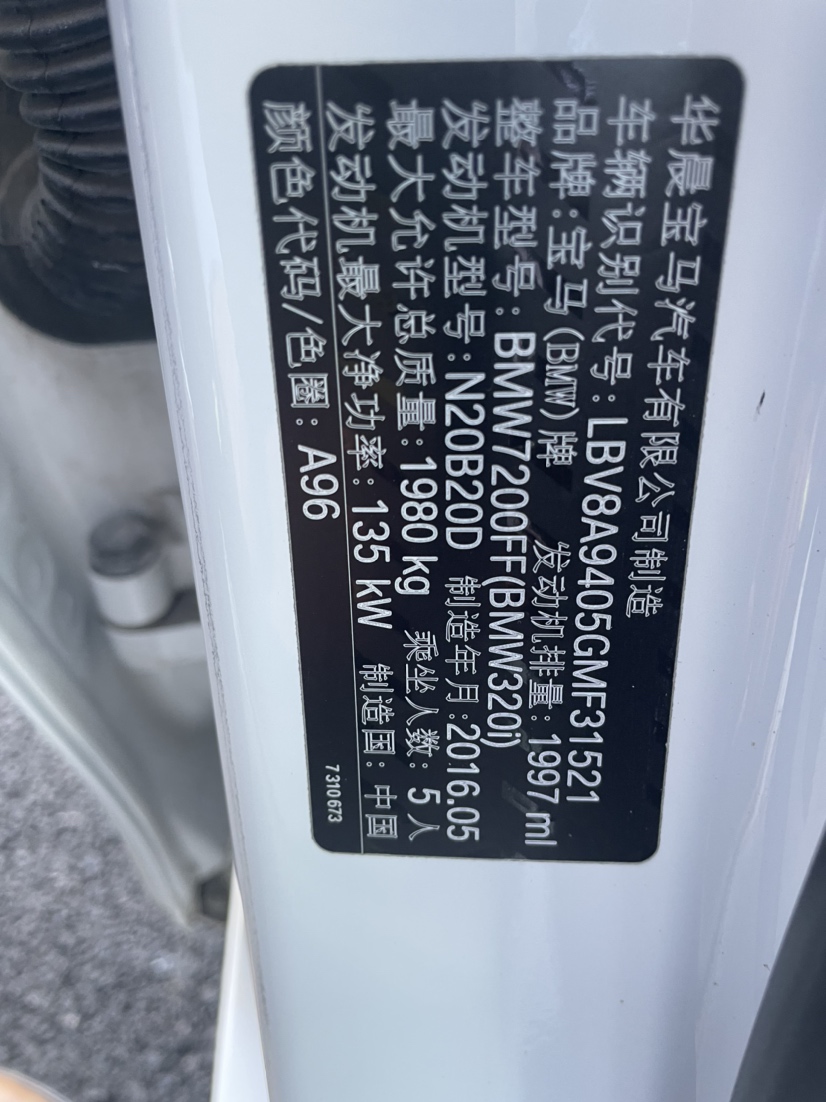 华晨宝马汽车有限公司制造
车辆识别代号：LBV8A9405GMF31521
品牌：宝马(BMW)牌 发动机排量：1997 ml
整车型号：BMW7200FF(BMW320i)
发动机型号：N20B20D 制造年月：2016.05
最大允许总质量：1980 kg 乘坐人数：5人
发动机最大净功率：135 kW 制造国：中国
颜色代码/色圈：A96 7310673